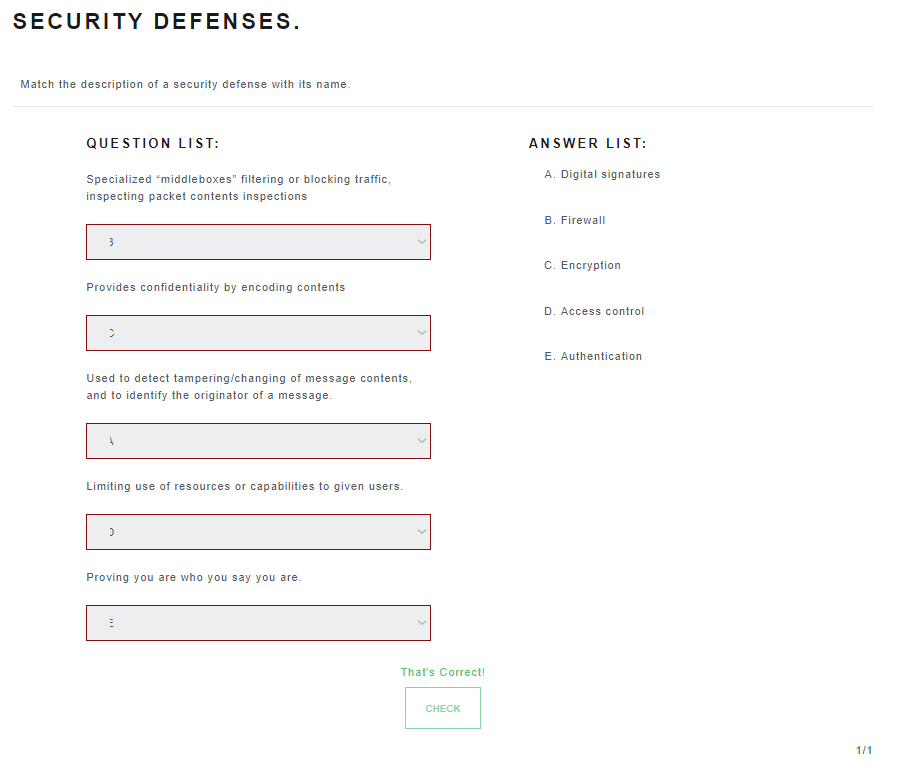 SECURITY DEFENSES.
Match the description of a security defense with its name.
QUESTION LIST:
Specialized “middleboxes” filtering or blocking traffic,
inspecting packet contents inspections
B
Provides confidentiality by encoding contents
C
Used to detect tampering/changing of message contents,
and to identify the originator of a message.
A
Limiting use of resources or capabilities to given users.
D
Proving you are who you say you are.
E
ANSWER LIST:
A. Digital signatures
B. Firewall
C. Encryption
D. Access control
E. Authentication
That's Correct!
CHECK
1/1